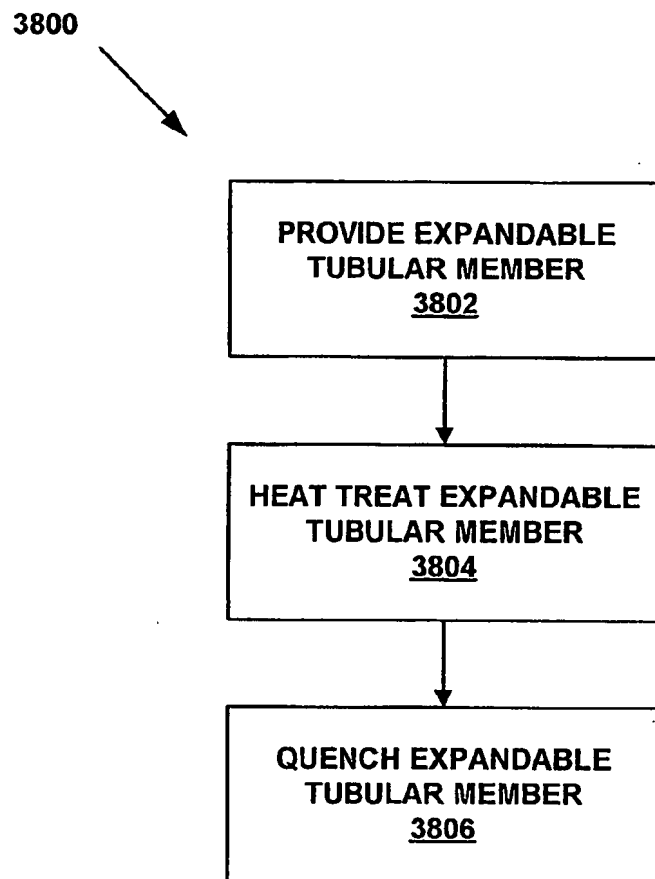 3800
PROVIDE EXPANDABLE
TUBULAR MEMBER
3802
HEAT TREAT EXPANDABLE
TUBULAR MEMBER
3804
QUENCH EXPANDABLE
TUBULAR MEMBER
3806